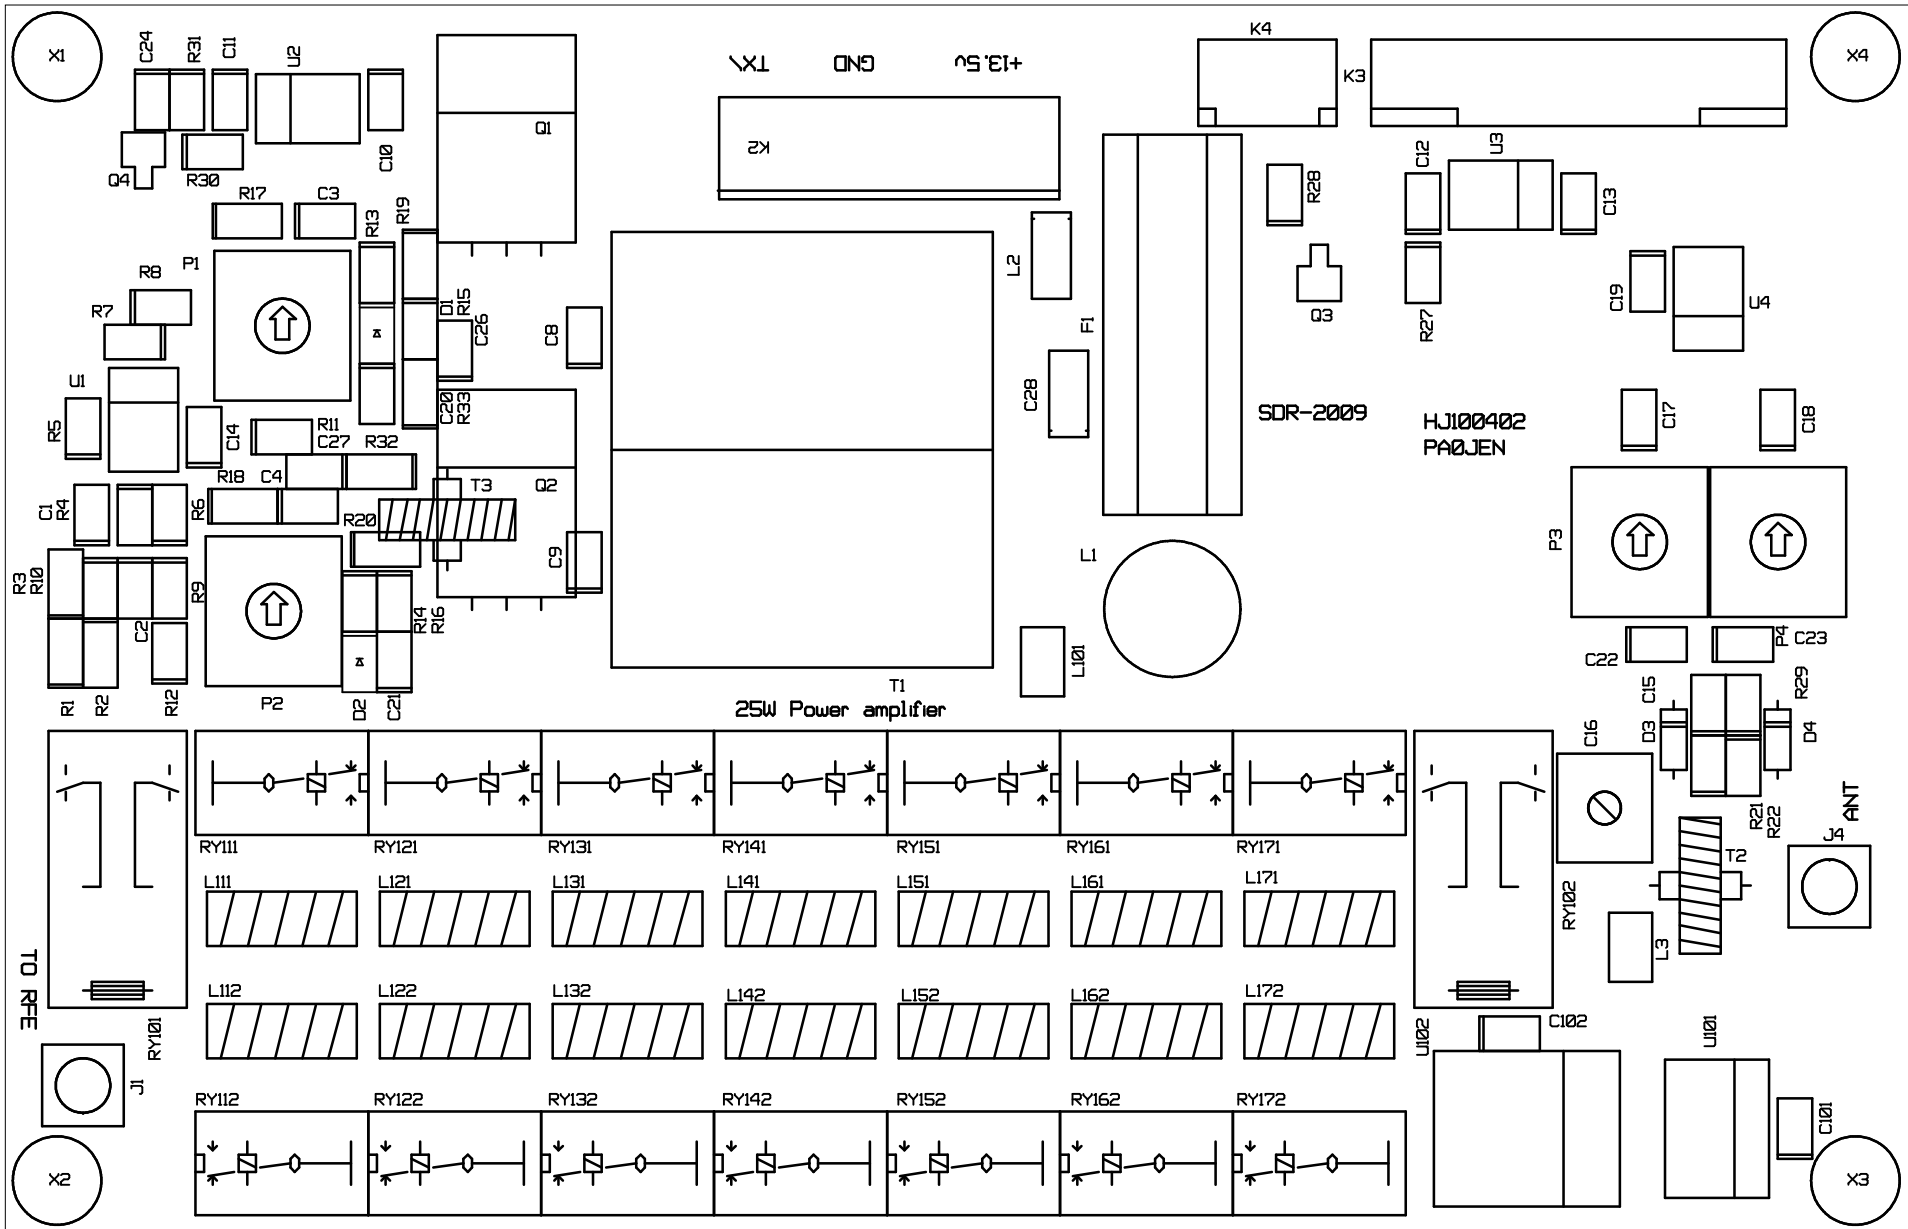 X1
C24
R31
C11
U2
C10
Q4
R30
Q1
TX\
GND
+13.5v
K2
K4
K3
X4
R17
C3
R13
R19
P1
R8
R7
D1
R15
C26
C8
L2
F1
R28
Q3
C12
U3
C13
R27
C19
U4
U1
R5
C14
R11
C27
R32
C20
R33
C28
SDR-2009
HJ100402
PA0JEN
C17
C18
R18
C4
C1
R4
R6
T3
Q2
R20
C9
L1
P3
R3
R10
R9
C2
R14
R16
L101
P4
C22
C23
R1
R2
R12
P2
D2
C21
T1
25W Power amplifier
C15
R29
D3
D4
C16
R21
R22
ANT
J4
T2
RY111
RY121
RY131
RY141
RY151
RY161
RY171
L111
L121
L131
L141
L151
L161
L171
RY102
L3
TO RFE
L112
L122
L132
L142
L152
L162
L172
RY101
J1
U102
C102
U101
RY112
RY122
RY132
RY142
RY152
RY162
RY172
C101
X2
X3